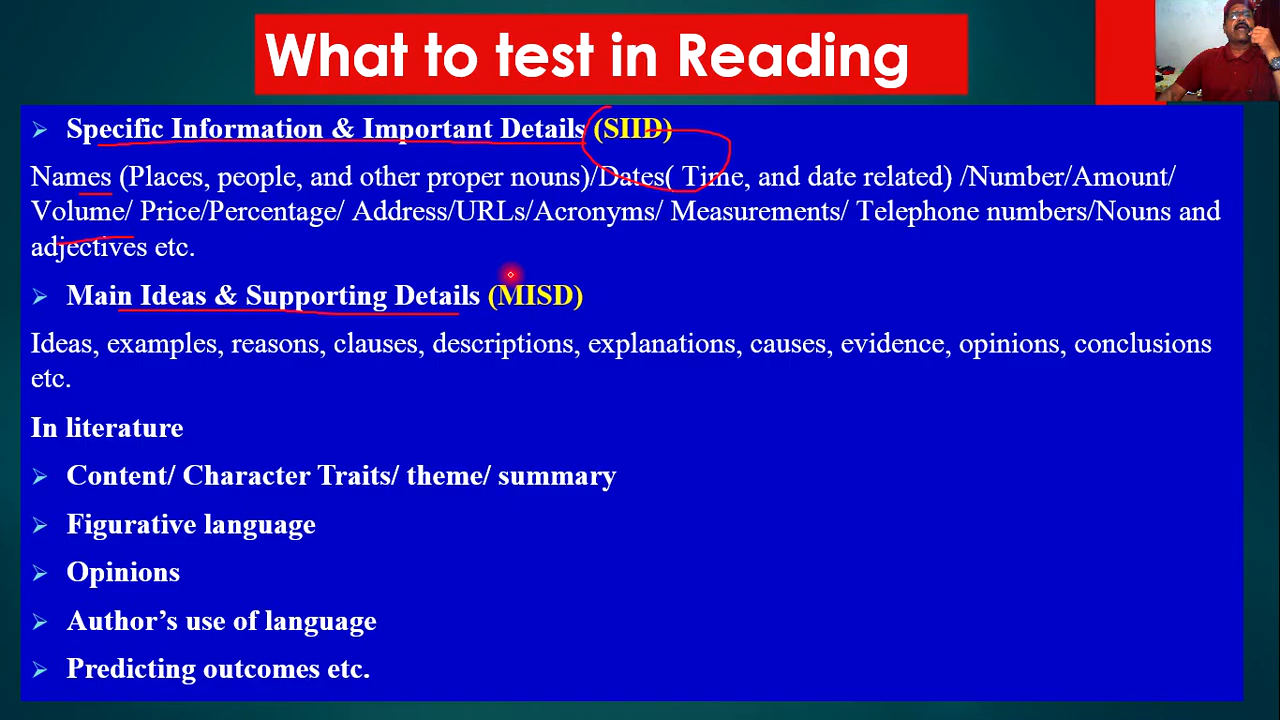 What to test in Reading
➢ Specific Information & Important Details (SIID)
Names (Places, people, and other proper nouns)/Dates( Time, and date related) /Number/Amount/
Volume/ Price/Percentage/ Address/URLs/Acronyms/ Measurements/ Telephone numbers/Nouns and
adjectives etc.
➢ Main Ideas & Supporting Details (MISD)
Ideas, examples, reasons, clauses, descriptions, explanations, causes, evidence, opinions, conclusions
etc.
In literature
➢ Content/ Character Traits/ theme/ summary
➢ Figurative language
➢ Opinions
➢ Author’s use of language
➢ Predicting outcomes etc.